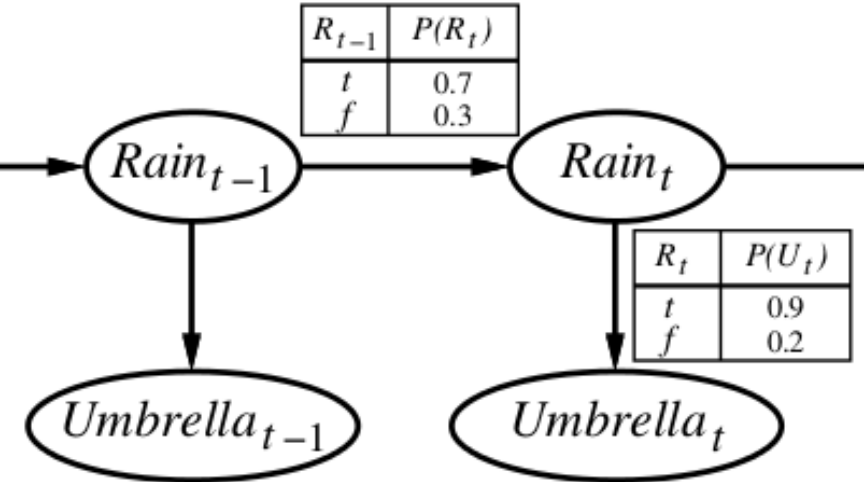 R_{t-1} P(R_t)
t 0.7
f 0.3
Rain_{t-1} Rain_t
R_t P(U_t)
t 0.9
f 0.2
Umbrella_{t-1} Umbrella_t